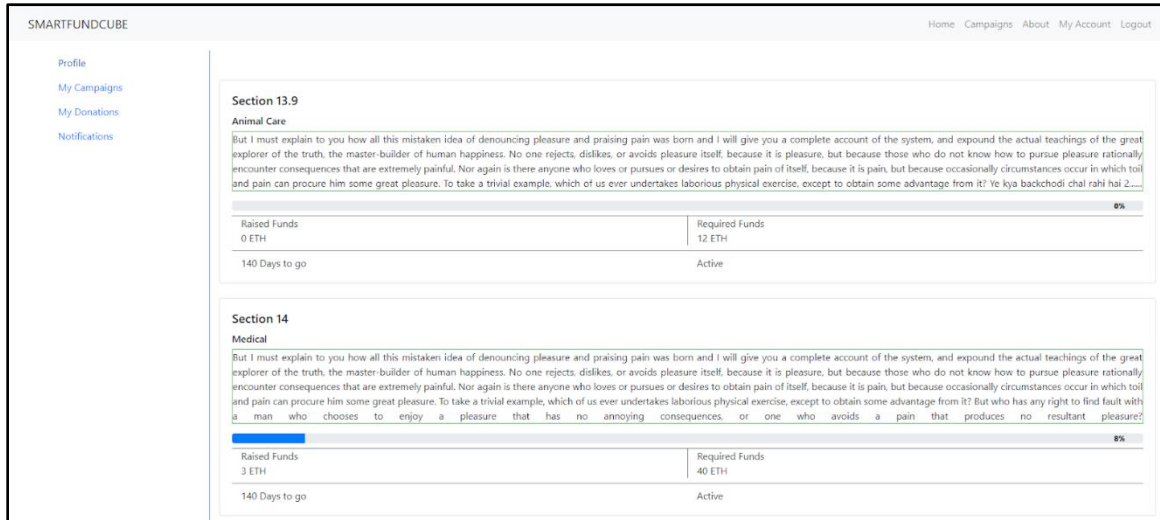 SMARTFUNDCUBE
Home Campaigns About My Account Logout
Profile
My Campaigns
My Donations
Notifications
Section 13.9
Animal Care
But I must explain to you how all this mistaken idea of denouncing pleasure and praising pain was born and I will give you a complete account of the system, and expound the actual teachings of the great
explorer of the truth, the master-builder of human happiness. No one rejects, dislikes, or avoids pleasure itself, because it is pleasure, but because those who do not know how to pursue pleasure rationally
encounter consequences that are extremely painful. Nor again is there anyone who loves or pursues or desires to obtain pain of itself, because it is pain, but because occasionally circumstances occur in which toil
and pain can procure him some great pleasure. To take a trivial example, which of us ever undertakes laborious physical exercise, except to obtain some advantage from it? Ye kya backchodi chal rahi hai 2.....
0%
Raised Funds
0 ETH
Required Funds
12 ETH
140 Days to go
Active
Section 14
Medical
But I must explain to you how all this mistaken idea of denouncing pleasure and praising pain was born and I will give you a complete account of the system, and expound the actual teachings of the great
explorer of the truth, the master-builder of human happiness. No one rejects, dislikes, or avoids pleasure itself, because it is pleasure, but because those who do not know how to pursue pleasure rationally
encounter consequences that are extremely painful. Nor again is there anyone who loves or pursues or desires to obtain pain of itself, because it is pain, but because occasionally circumstances occur in which toil
and pain can procure him some great pleasure. To take a trivial example, which of us ever undertakes laborious physical exercise, except to obtain some advantage from it? But who has any right to find fault with
a man who chooses to enjoy a pleasure that has no annoying consequences, or one who avoids a pain that produces no resultant pleasure?
8%
Raised Funds
3 ETH
Required Funds
40 ETH
140 Days to go
Active